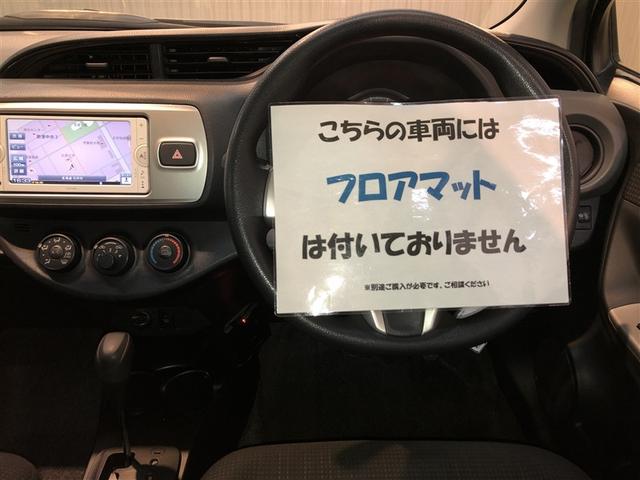 こちらの車両には
フロアマット
は付いておりません
※別途ご購入が必要です、ご相談ください